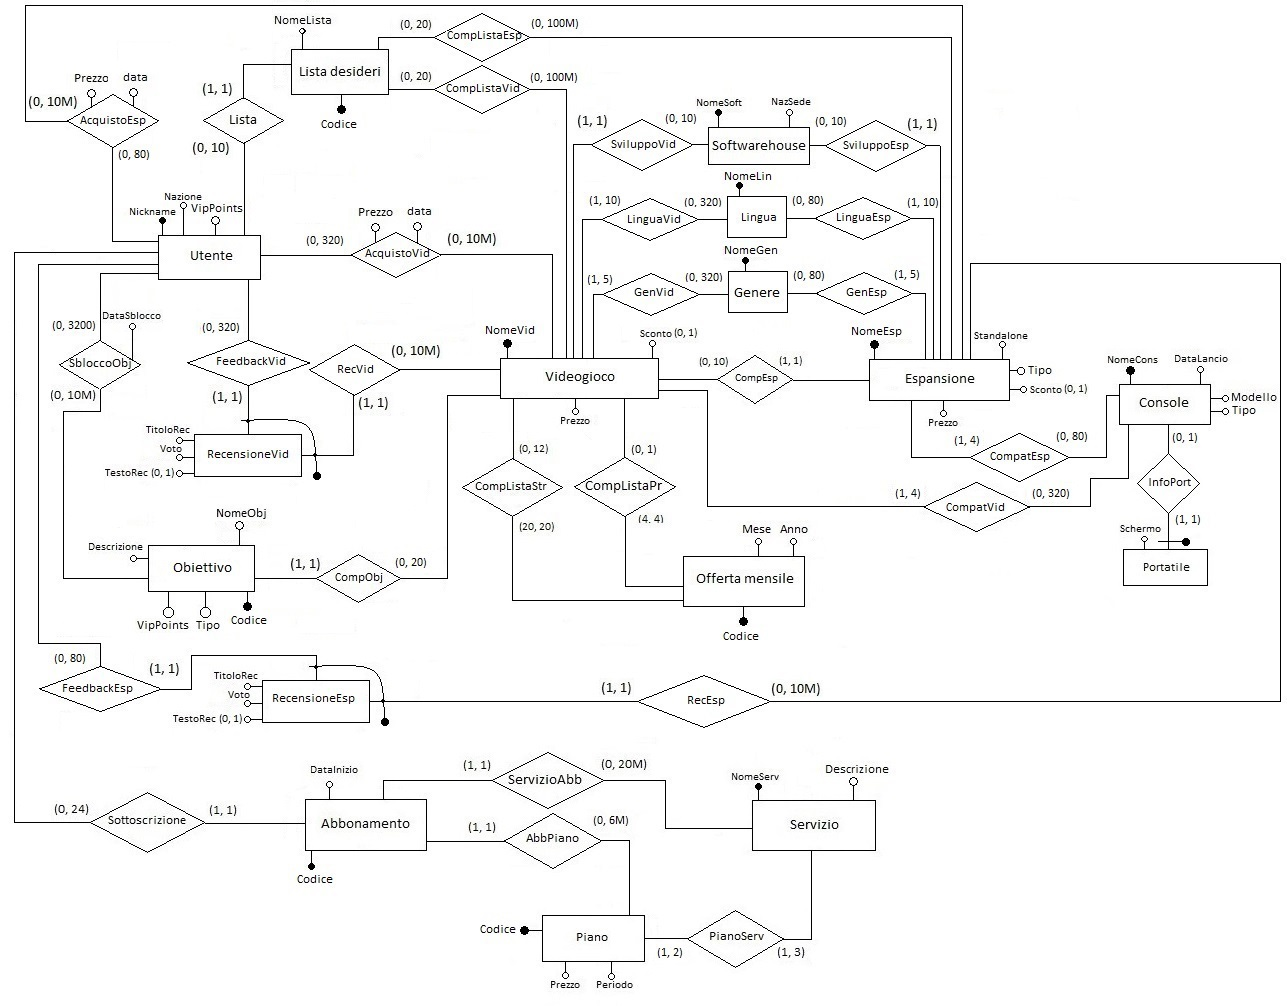 NomeLista
(0, 20)
CompListaEsp
(0, 100M)
Lista desideri
Prezzo
data
(0, 10M)
AcquistoEsp
(0, 80)
(1, 1)
Lista
(0, 10)
Codice
(0, 20)
CompListaVid
(0, 100M)
NomeSoft
NazSede
(1, 1)
SviluppoVid
(0, 10)
Softwarehouse
(0, 10)
SviluppoEsp
(1, 1)
NomeLin
(1, 10)
LinguaVid
(0, 320)
Lingua
(0, 80)
LinguaEsp
(1, 10)
NomeGen
(1, 5)
GenVid
(0, 320)
Genere
(0, 80)
GenEsp
(1, 5)
Nazione
Nickname
VipPoints
Utente
(0, 320)
Prezzo
data
AcquistoVid
(0, 10M)
(0, 3200)
DataSblocco
SbloccoObj
(0, 10M)
(0, 320)
FeedbackVid
(1, 1)
RecVid
(0, 10M)
(1, 1)
NomeVid
Sconto (0, 1)
Videogioco
Prezzo
(0, 10)
CompEsp
(1, 1)
NomeEsp
Standalone
Espansione
Tipo
Sconto (0, 1)
Prezzo
NomeCons
DataLancio
Console
Modello
Tipo
TitoloRec
Voto
TestoRec (0, 1)
RecensioneVid
(0, 12)
CompListaStr
(20, 20)
(0, 1)
CompListaPr
(4, 4)
(1, 4)
CompatEsp
(0, 80)
(1, 4)
CompatVid
(0, 320)
(0, 1)
InfoPort
(1, 1)
Schermo
Portatile
NomeObj
Descrizione
Obiettivo
VipPoints
Tipo
Codice
(1, 1)
CompObj
(0, 20)
Mese
Anno
Offerta mensile
Codice
(0, 80)
FeedbackEsp
(1, 1)
TitoloRec
Voto
TestoRec (0, 1)
RecensioneEsp
(1, 1)
RecEsp
(0, 10M)
(0, 24)
Sottoscrizione
(1, 1)
DataInizio
Abbonamento
Codice
(1, 1)
ServizioAbb
(0, 20M)
(1, 1)
AbbPiano
(0, 6M)
NomeServ
Descrizione
Servizio
Codice
Piano
Prezzo
Periodo
(1, 2)
PianoServ
(1, 3)